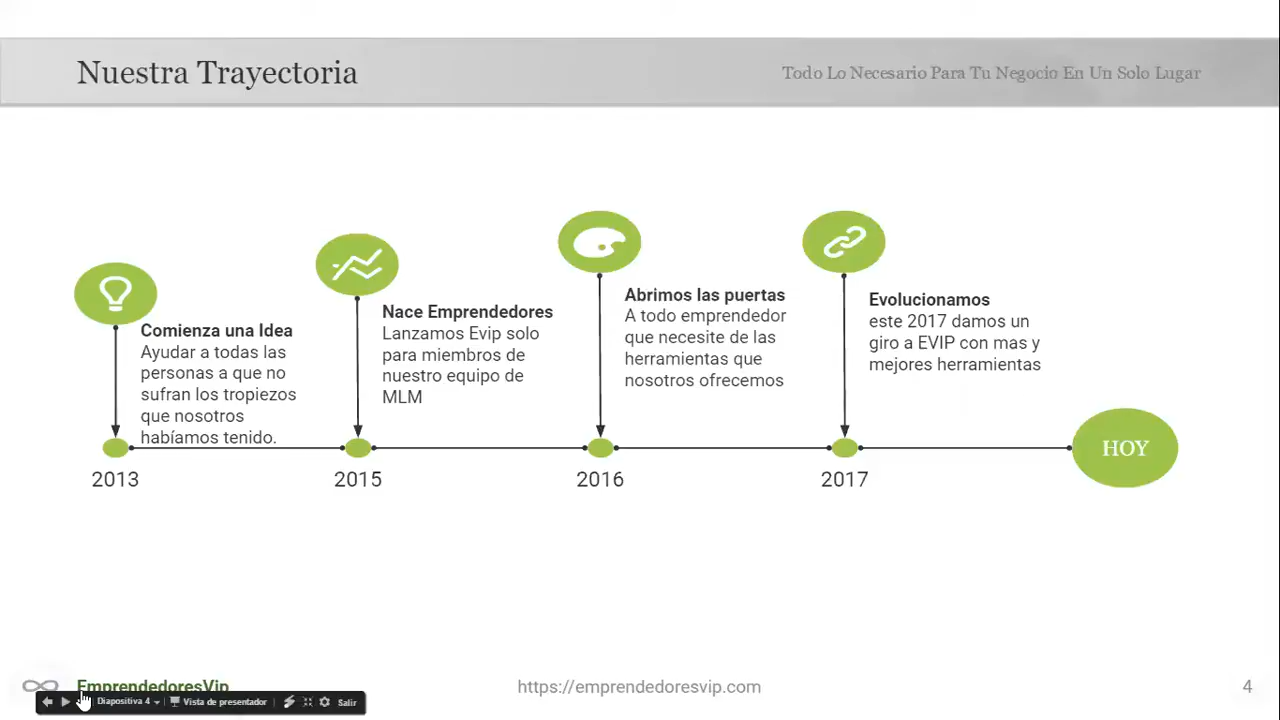 Nuestra Trayectoria
Todo Lo Necesario Para Tu Negocio En Un Solo Lugar
Comienza una Idea
Ayudar a todas las
personas a que no
sufran los tropiezos
que nosotros
habíamos tenido.
2013
Nace Emprendedores
Lanzamos Evip solo
para miembros de
nuestro equipo de
MLM
2015
Abrimos las puertas
A todo emprendedor
que necesite de las
herramientas que
nosotros ofrecemos
2016
Evolucionamos
este 2017 damos un
giro a EVIP con mas y
mejores herramientas
2017
HOY
EmprendedoresVip
https://emprendedoresvip.com
4
Diapositiva 4
Vista de presentador
Salir